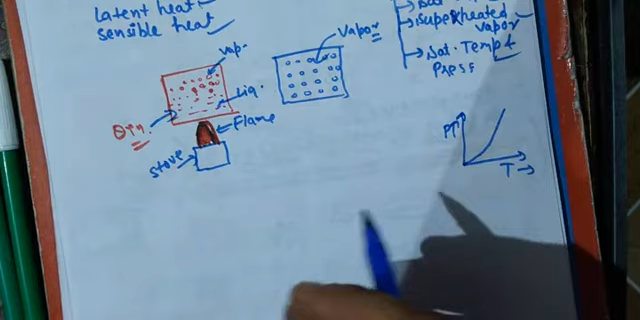 Latent heat
sensible heat
Superheated
vapor
Sat. Temp &
Press
vap.
Liq.
Flame
Stove
Vapor
P↑
T →